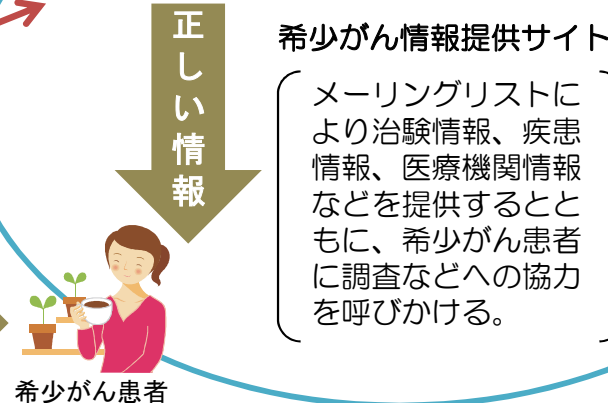 正しい情報
希少がん情報提供サイト
メーリングリストに
より治験情報、疾患
情報、医療機関情報
などを提供するとと
もに、希少がん患者
に調査などへの協力
を呼びかける。
希少がん患者